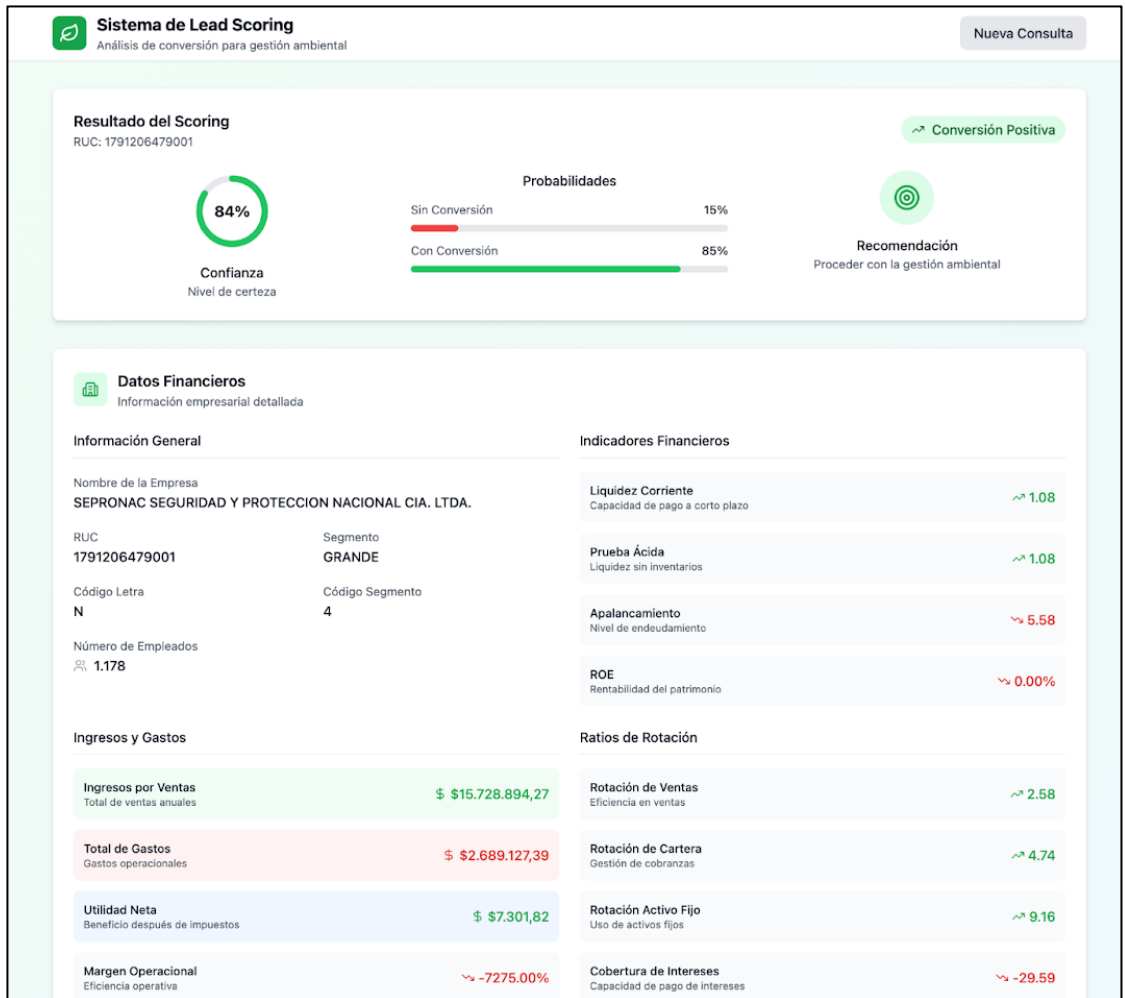 Sistema de Lead Scoring
Análisis de conversión para gestión ambiental
Nueva Consulta
Resultado del Scoring
RUC: 1791206479001
Conversión Positiva
84%
Confianza
Nivel de certeza
Probabilidades
Sin Conversión 15%
Con Conversión 85%
Recomendación
Proceder con la gestión ambiental
Datos Financieros
Información empresarial detallada
Información General
Nombre de la Empresa
SEPRONAC SEGURIDAD Y PROTECCION NACIONAL CIA. LTDA.
RUC Segmento
1791206479001 GRANDE
Código Letra Código Segmento
N 4
Número de Empleados
1.178
Indicadores Financieros
Liquidez Corriente 1.08
Capacidad de pago a corto plazo
Prueba Ácida 1.08
Liquidez sin inventarios
Apalancamiento 5.58
Nivel de endeudamiento
ROE 0.00%
Rentabilidad del patrimonio
Ingresos y Gastos
Ingresos por Ventas $ $15.728.894,27
Total de ventas anuales
Total de Gastos $ $2.689.127,39
Gastos operacionales
Utilidad Neta $ $7.301,82
Beneficio después de impuestos
Margen Operacional -7275.00%
Eficiencia operativa
Ratios de Rotación
Rotación de Ventas 2.58
Eficiencia en ventas
Rotación de Cartera 4.74
Gestión de cobranzas
Rotación Activo Fijo 9.16
Uso de activos fijos
Cobertura de Intereses -29.59
Capacidad de pago de intereses